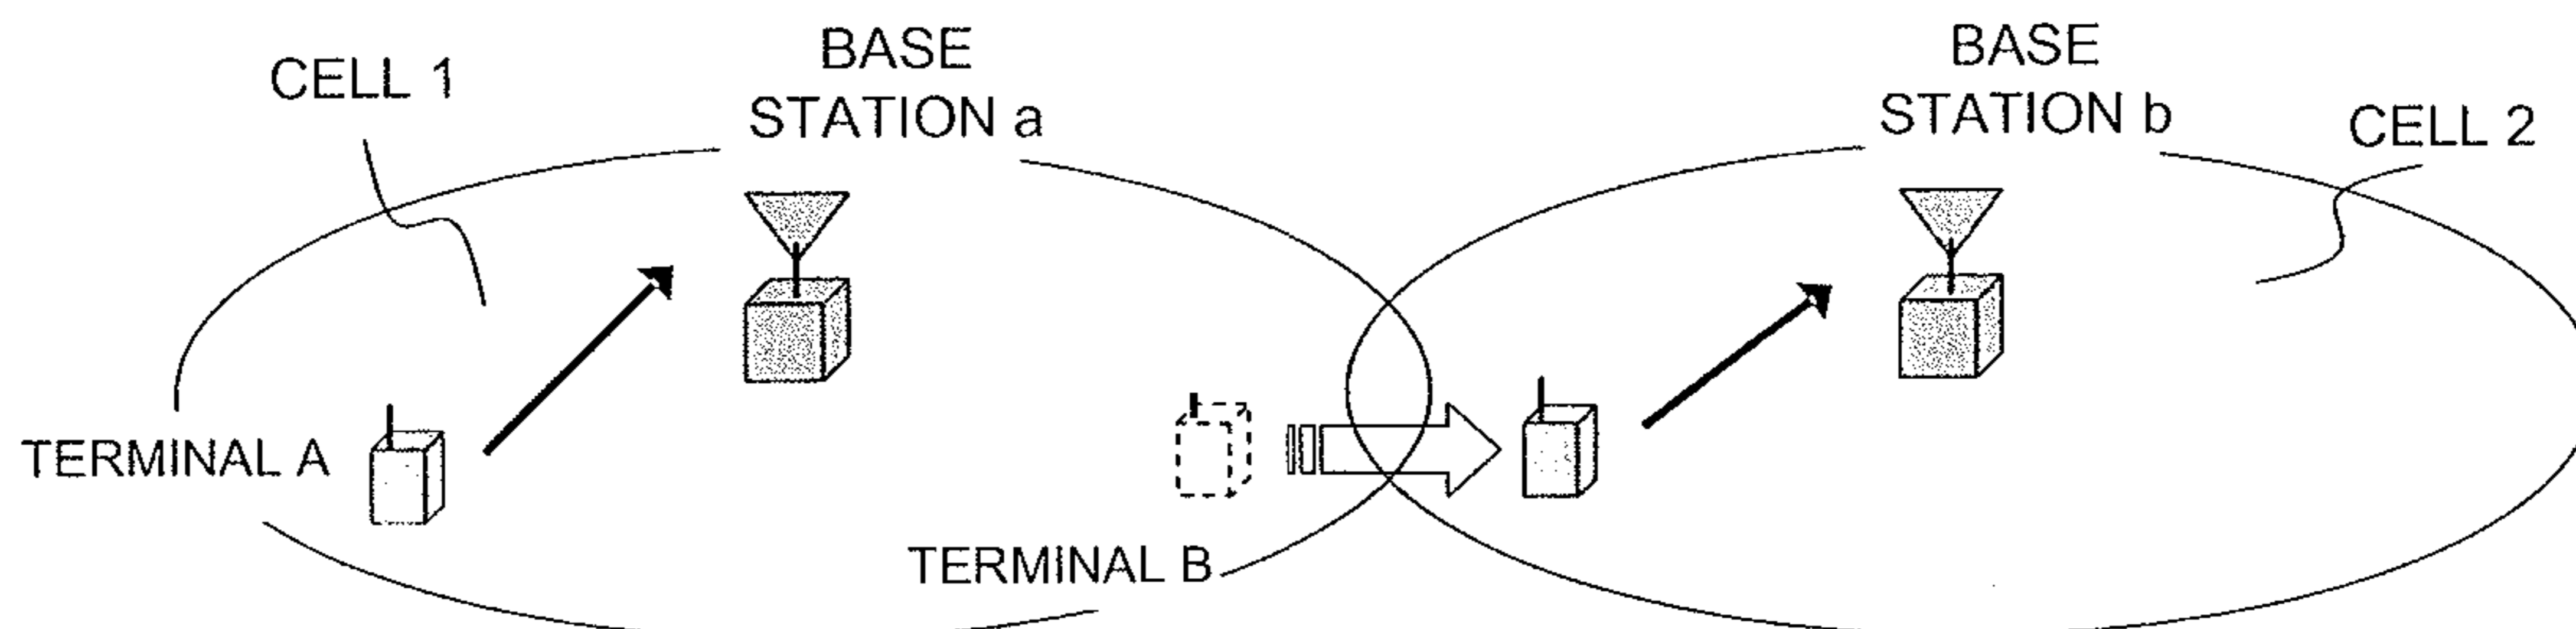 CELL 1
BASE
STATION a
BASE
STATION b
CELL 2
TERMINAL A
TERMINAL B